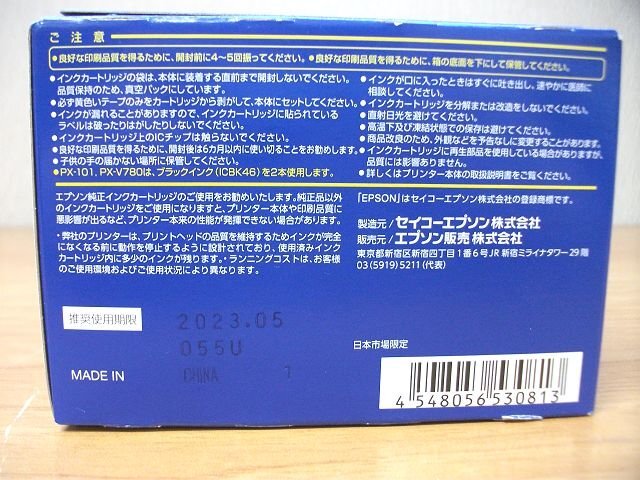 ご注意
●良好な印刷品質を得るために、開封前に4～5回振ってください。
●良好な印刷品質を得るために、箱の底面を下にして保管してください。
●インクカートリッジの袋は、本体に装着する直前まで開封しないでください。
品質保持のため、真空パックにしています。
●必ず黄色いテープのみをカートリッジから剥がして、本体にセットしてください。
●インクが漏れることがありますので、インクカートリッジに貼られている
ラベルは破ったりはがしたりしないでください。
●インクカートリッジ上のICチップは触らないでください。
●良好な印刷品質を得るために、開封後は6カ月以内に使い切ることをお勧めします。
●子供の手の届かない場所に保管してください。
●PX-101、PX-V780は、ブラックインク(ICBK46)を2本使用します。
●インクが口に入ったときはすぐに吐き出し、速やかに医師に
相談してください。
●インクカートリッジを分解または改造をしないでください。
●直射日光を避けてください。
●高温下及び凍結状態での保存は避けてください。
●商品改良のため、外観などを予告なしに変更することがあります。
●インクカートリッジに再生部品を使用している場合がありますが、
品質には影響ありません。
●詳しくはプリンター本体の取扱説明書をご覧ください。
エプソン純正インクカートリッジのご使用をお勧めいたします。純正品以外
のインクカートリッジをご使用になりますと、プリンター本体や印刷品質に
悪影響が出るなど、プリンター本来の性能が発揮できない場合があります。
・弊社のプリンターは、プリントヘッドの品質を維持するためインクが完全
になくなる前に動作を停止するように設計されており、使用済みインクカー
トリッジ内に多少のインクが残ります。・ランニングコストは、お客様
のご使用環境およびご使用状況により異なります。
「EPSON」はセイコーエプソン株式会社の登録商標です。
製造元/セイコーエプソン株式会社
販売元/エプソン販売株式会社
東京都新宿区新宿四丁目1番6号JR新宿ミライナタワー29階
03(5919)5211(代表)
推奨使用期限 2023.05
055U
MADE IN CHINA 1
日本市場限定
4 548056 530813